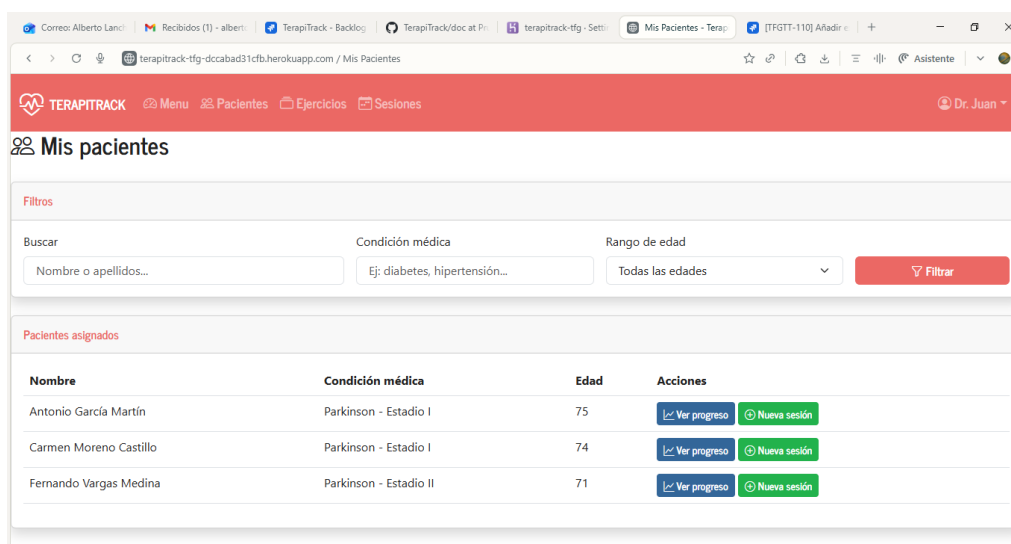 Correo: Alberto Lanch
Recibidos (1) - albert
TerapiTrack - Backlog
TerapiTrack/doc at Pr
terapitrack-tfg - Setti
Mis Pacientes - Terap
[TFGTT-110] Añadir e
terapitrack-tfg-dccabad31cfb.herokuapp.com / Mis Pacientes
Asistente
TERAPITRACK Menu Pacientes Ejercicios Sesiones Dr. Juan
Mis pacientes
Filtros
Buscar Condición médica Rango de edad
Nombre o apellidos... Ej: diabetes, hipertensión... Todas las edades Filtrar
Pacientes asignados
Nombre Condición médica Edad Acciones
Antonio García Martín Parkinson - Estadio I 75 Ver progreso Nueva sesión
Carmen Moreno Castillo Parkinson - Estadio I 74 Ver progreso Nueva sesión
Fernando Vargas Medina Parkinson - Estadio II 71 Ver progreso Nueva sesión